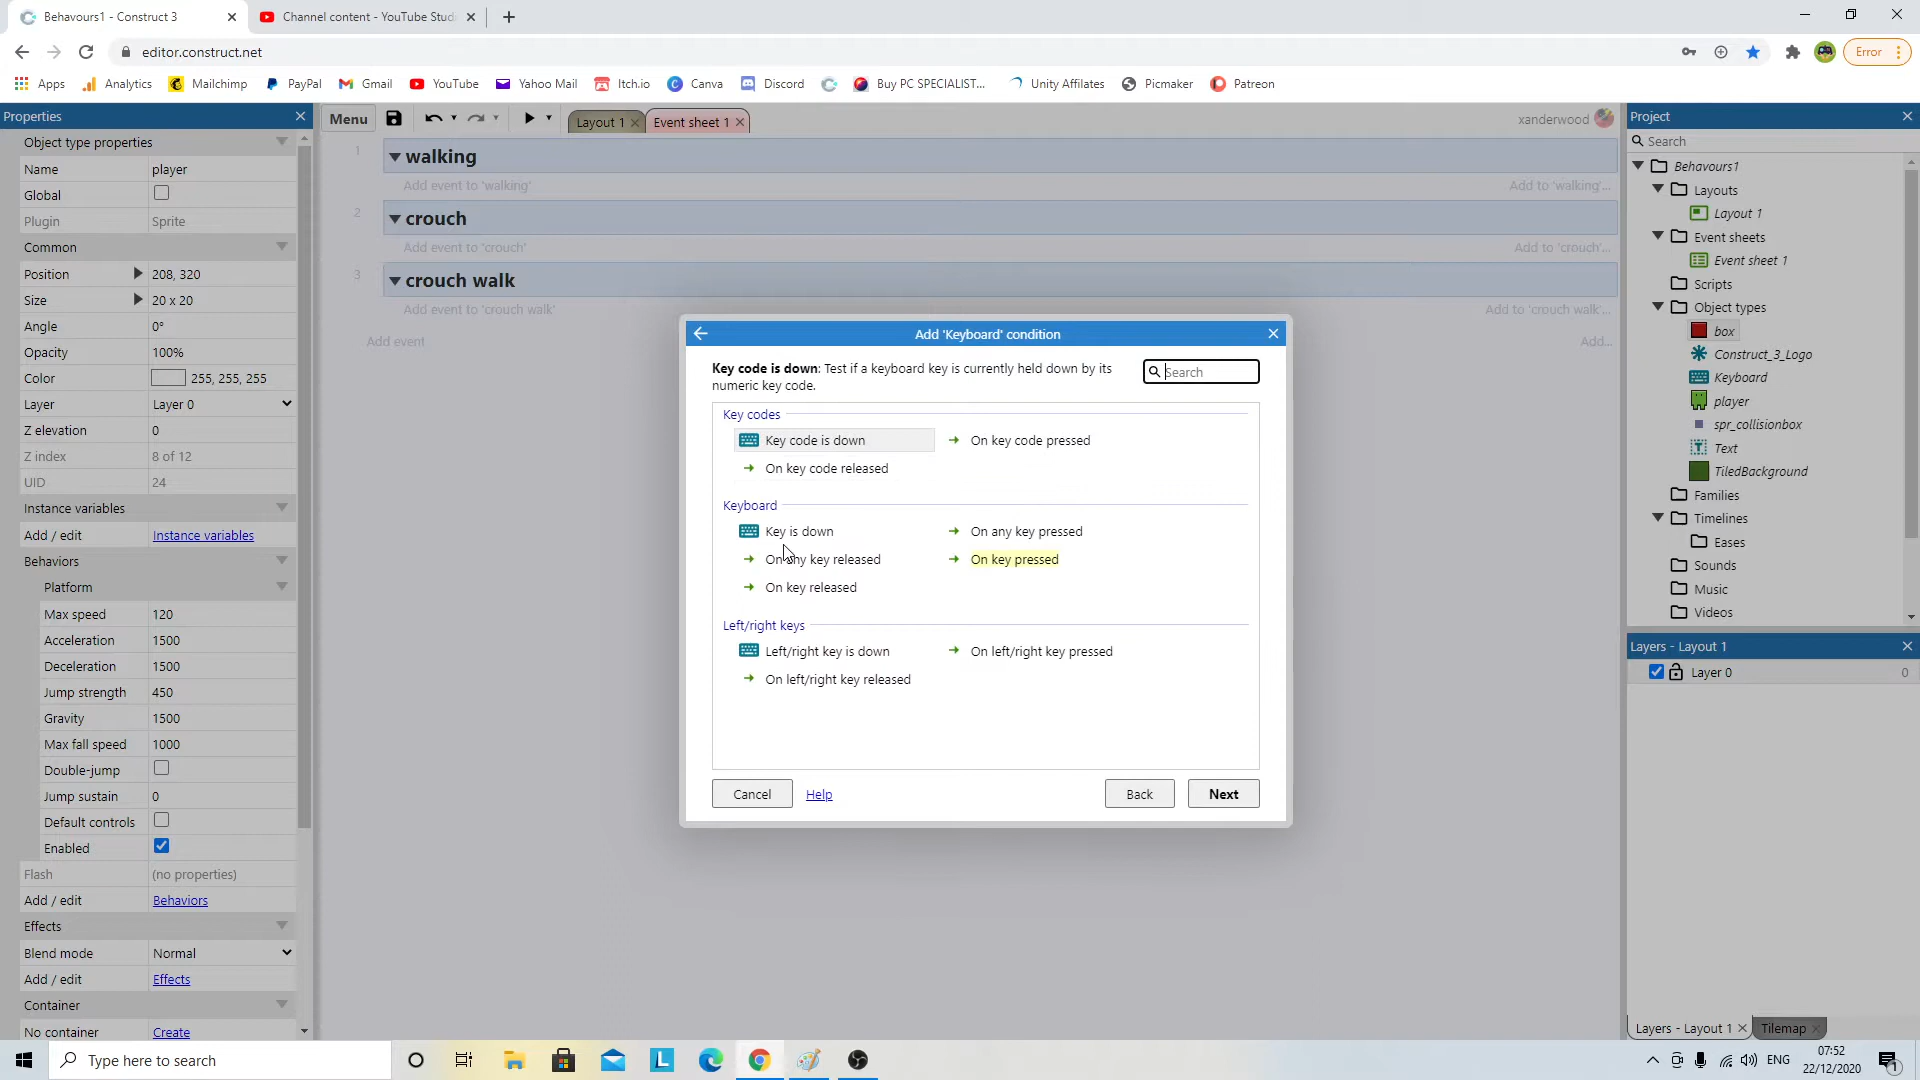 Behavours1 - Construct 3
Channel content - YouTube Stud
editor.construct.net
Error
Apps
Analytics
Mailchimp
PayPal
Gmail
YouTube
Yahoo Mail
Itch.io
Canva
Discord
Buy PC SPECIALIST...
Unity Affilates
Picmaker
Patreon
Properties
Menu
Layout 1
Event sheet 1
xanderwood
Project
Object type properties
Name player
Global
Plugin Sprite
Common
Position 208, 320
Size 20 x 20
Angle 0°
Opacity 100%
Color 255, 255, 255
Layer Layer 0
Z elevation 0
Z index 8 of 12
UID 24
Instance variables
Add / edit Instance variables
Behaviors
Platform
Max speed 120
Acceleration 1500
Deceleration 1500
Jump strength 450
Gravity 1500
Max fall speed 1000
Double-jump
Jump sustain 0
Default controls
Enabled
Flash (no properties)
Add / edit Behaviors
Effects
Blend mode Normal
Add / edit Effects
Container
No container Create
1 walking
Add event to 'walking' Add to 'walking'...
2 crouch
Add event to 'crouch' Add to 'crouch'...
3 crouch walk
Add event to 'crouch walk' Add to 'crouch walk'...
Add event Add...
Add 'Keyboard' condition
Key code is down: Test if a keyboard key is currently held down by its
numeric key code.
Search
Key codes
Key code is down On key code pressed
On key code released
Keyboard
Key is down On any key pressed
On any key released On key pressed
On key released
Left/right keys
Left/right key is down On left/right key pressed
On left/right key released
Cancel Help Back Next
Search
Behavours1
Layouts
Layout 1
Event sheets
Event sheet 1
Scripts
Object types
box
Construct_3_Logo
Keyboard
player
spr_collisionbox
Text
TiledBackground
Families
Timelines
Eases
Sounds
Music
Videos
Layers - Layout 1
Layer 0 0
Layers - Layout 1
Tilemap
Type here to search
ENG
07:52
22/12/2020
1